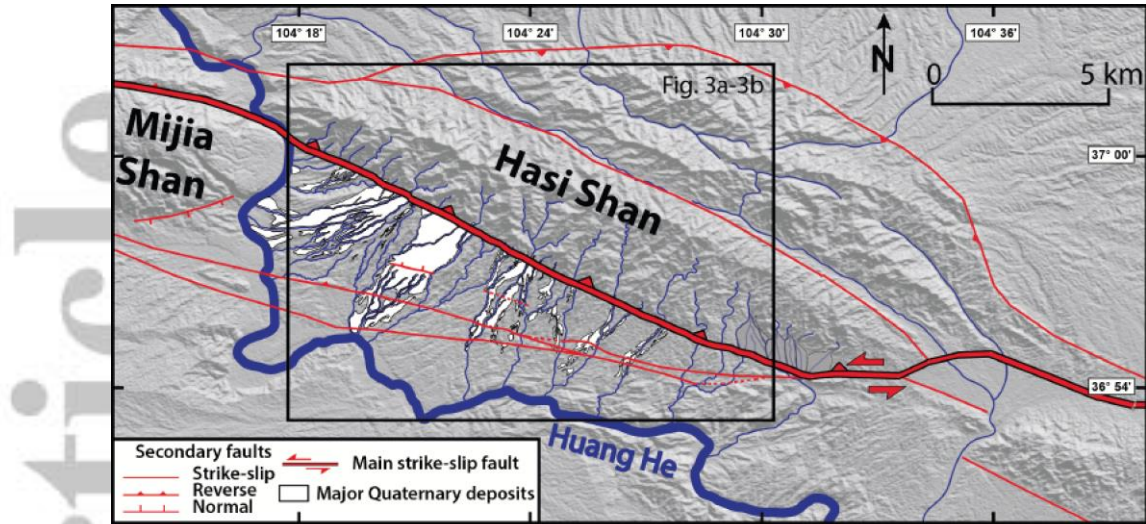 104° 18'
104° 24'
104° 30'
104° 36'
N
0
5 km
Fig. 3a-3b
Mijia
Shan
Hasi Shan
37° 00'
36° 54'
Huang He
Secondary faults
Strike-slip
Reverse
Normal
Main strike-slip fault
Major Quaternary deposits